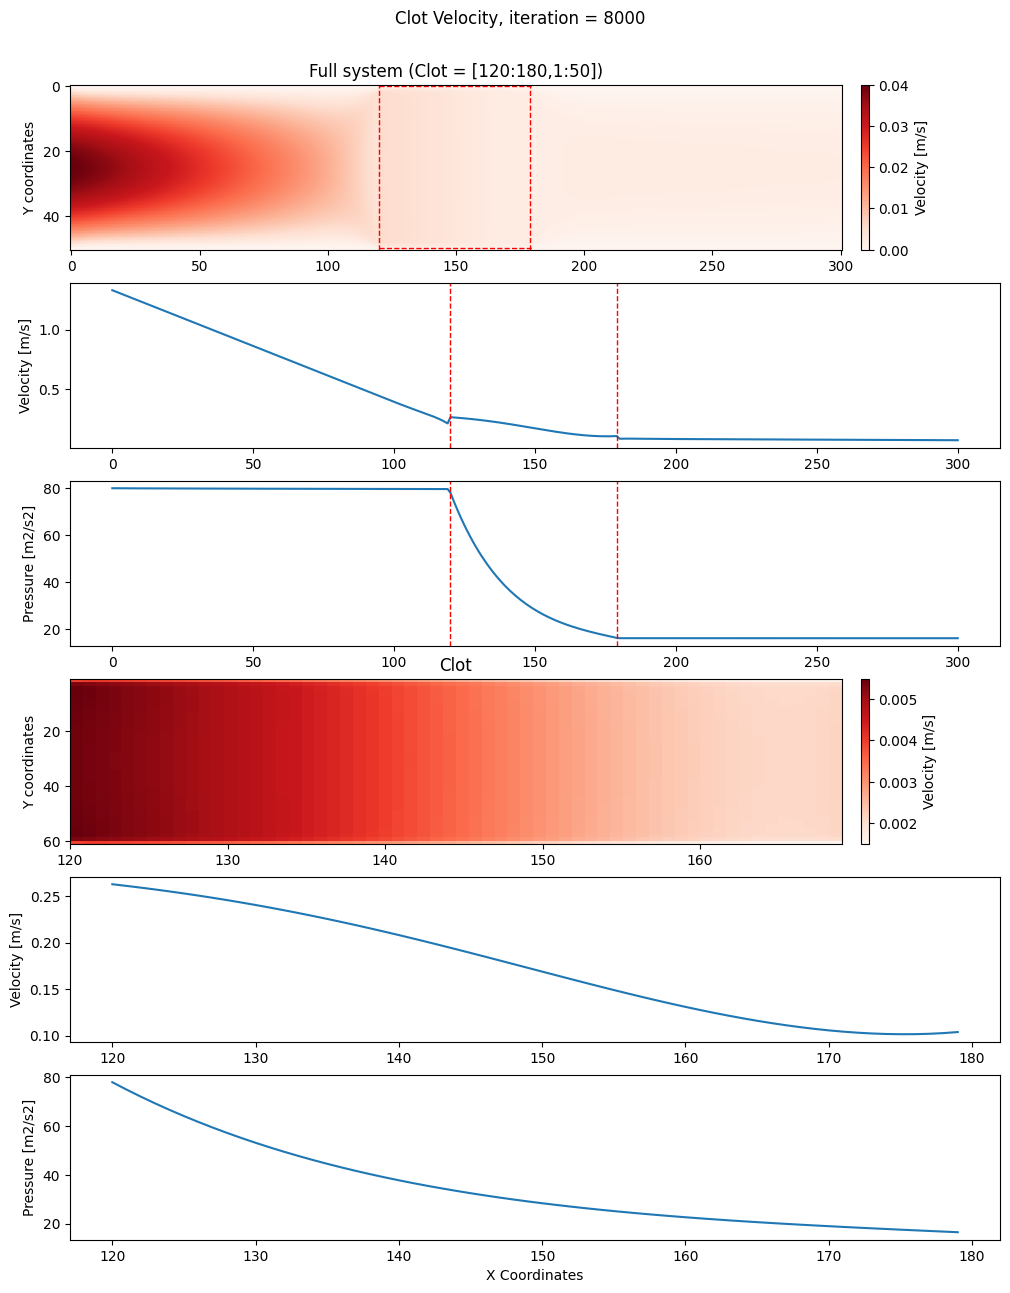 Clot Velocity, iteration = 8000
Full system (Clot = [120:180,1:50])
Y coordinates
0
20
40
0 50 100 150 200 250 300
0.04
0.03
0.02
0.01
0.00
Velocity [m/s]
Velocity [m/s]
1.0
0.5
0 50 100 150 200 250 300
Pressure [m2/s2]
80
60
40
20
0 50 100 150 200 250 300
Clot
Y coordinates
20
40
60
120 130 140 150 160
0.005
0.004
0.003
0.002
Velocity [m/s]
Velocity [m/s]
0.25
0.20
0.15
0.10
120 130 140 150 160 170 180
Pressure [m2/s2]
80
60
40
20
120 130 140 150 160 170 180
X Coordinates